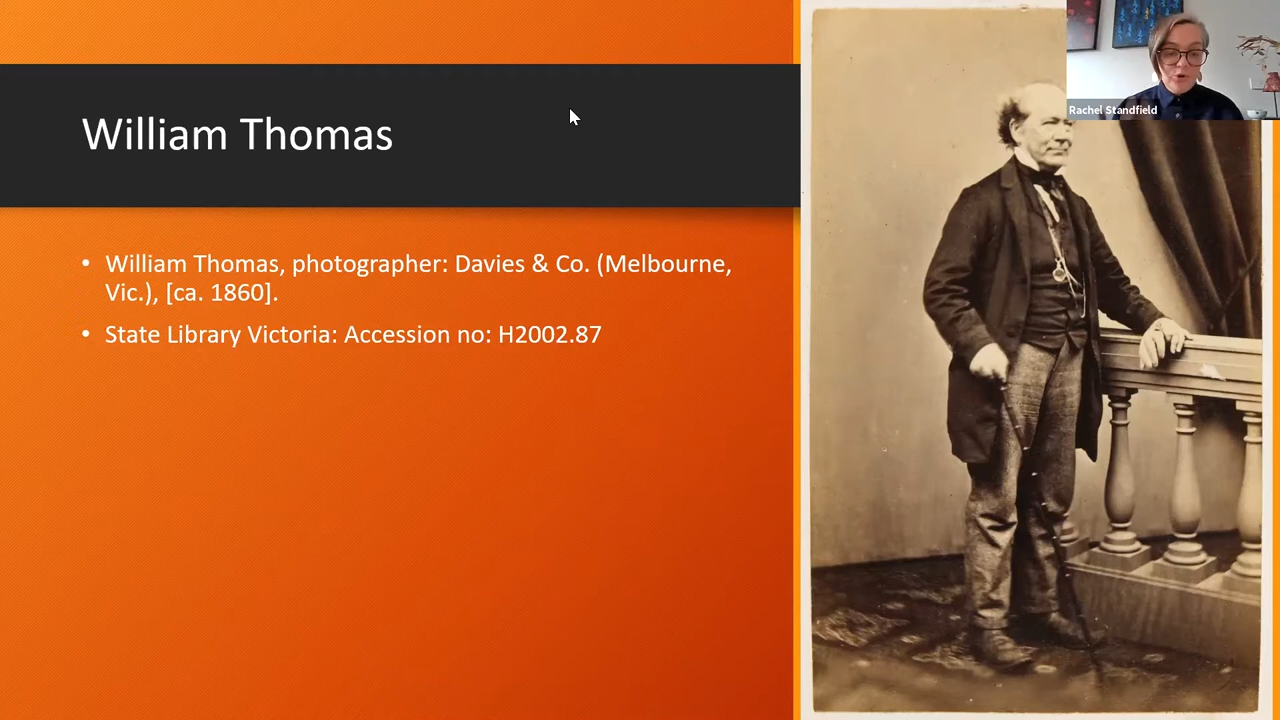 William Thomas
• William Thomas, photographer: Davies & Co. (Melbourne,
Vic.), [ca. 1860].
• State Library Victoria: Accession no: H2002.87
Rachel Standfield